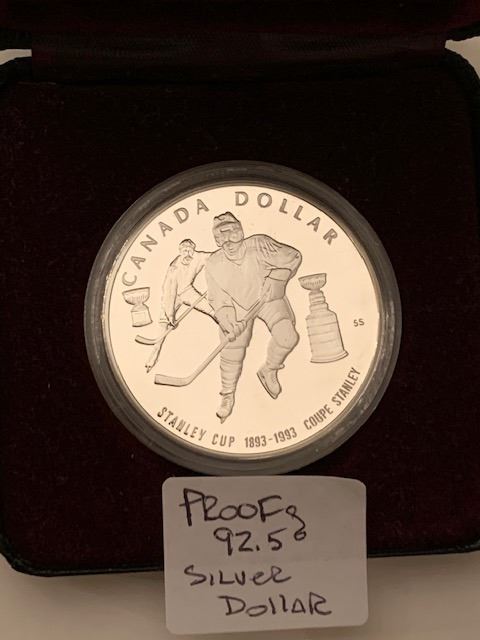 CANADA DOLLAR
SS
STANLEY CUP 1893-1993 COUPE STANLEY
PROOF
92.5
SILVER
DOLLAR